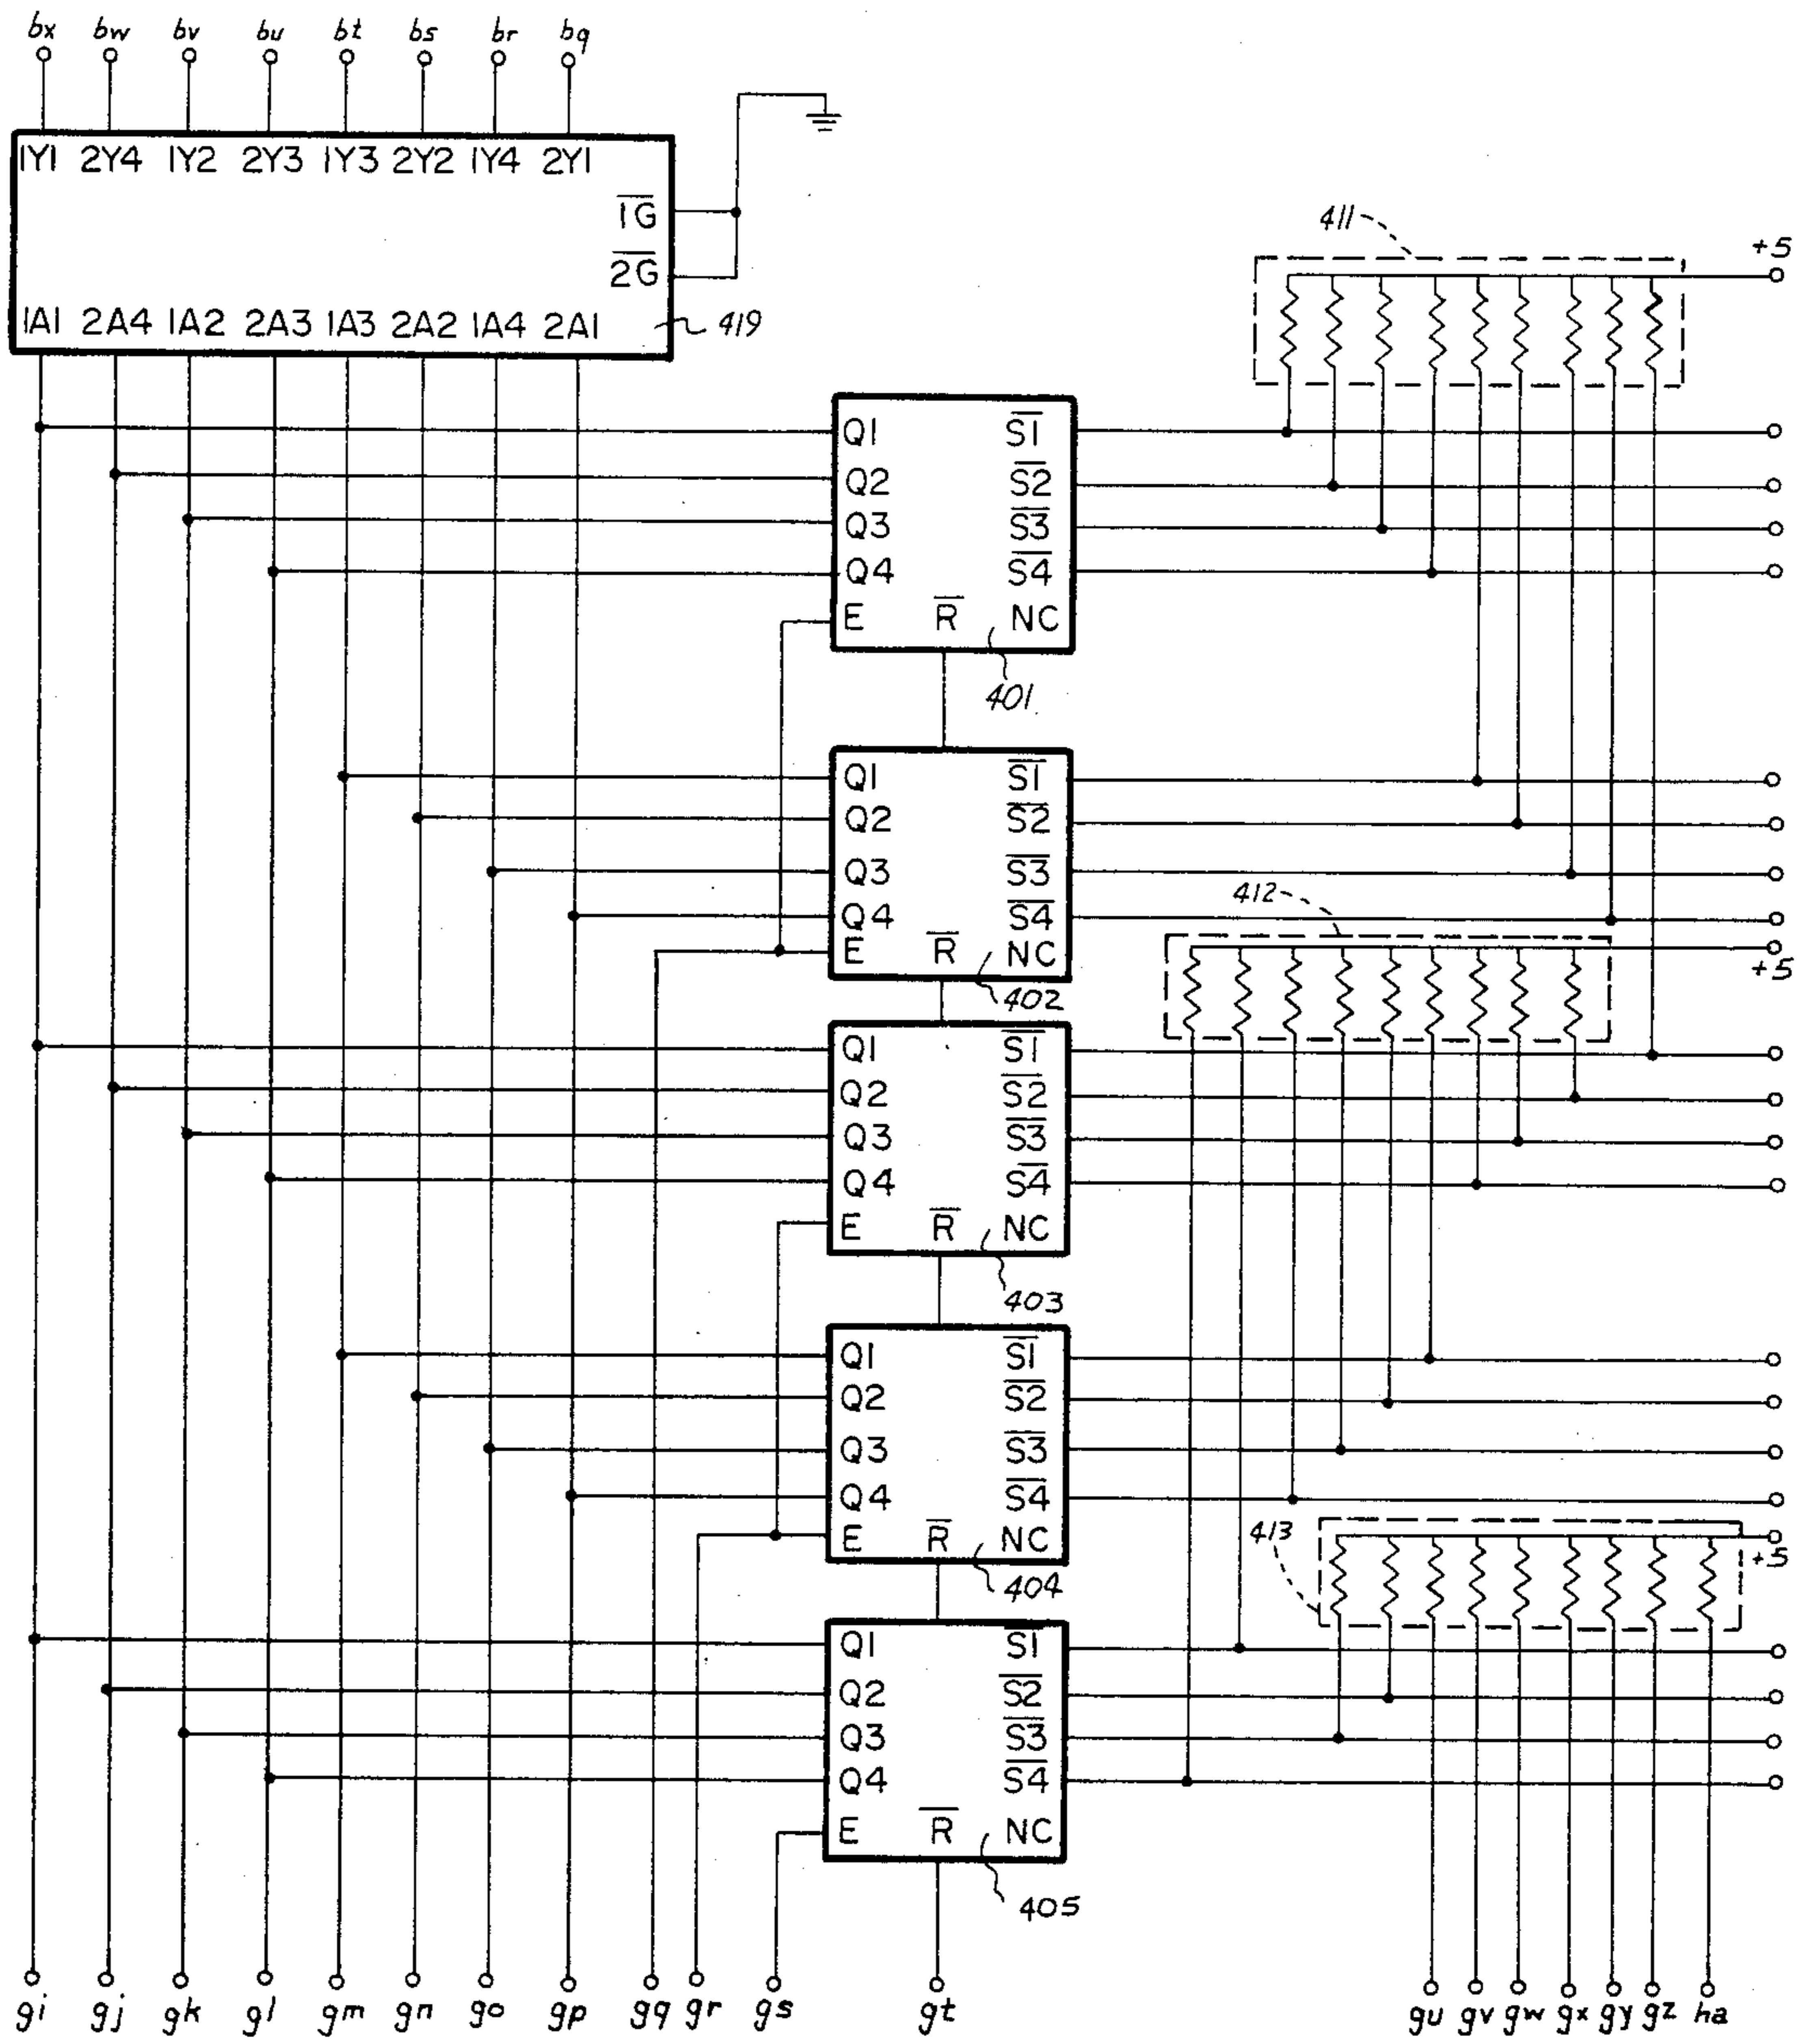 bx bw bv bu bt bs br bq
1Y1 2Y4 1Y2 2Y3 1Y3 2Y2 1Y4 2Y1
1G
2G
1A1 2A4 1A2 2A3 1A3 2A2 1A4 2A1
419
411
+5
Q1 S1
Q2 S2
Q3 S3
Q4 S4
E R NC
401
Q1 S1
Q2 S2
Q3 S3
412
Q4 S4
E R NC
+5
402
Q1 S1
Q2 S2
Q3 S3
Q4 S4
E R NC
403
Q1 S1
Q2 S2
Q3 S3
Q4 S4
E R NC
413
+5
404
Q1 S1
Q2 S2
Q3 S3
Q4 S4
E R NC
405
gi gj gk gl gm gn go gp gq gr gs gt gu gv gw gx gy gz ha